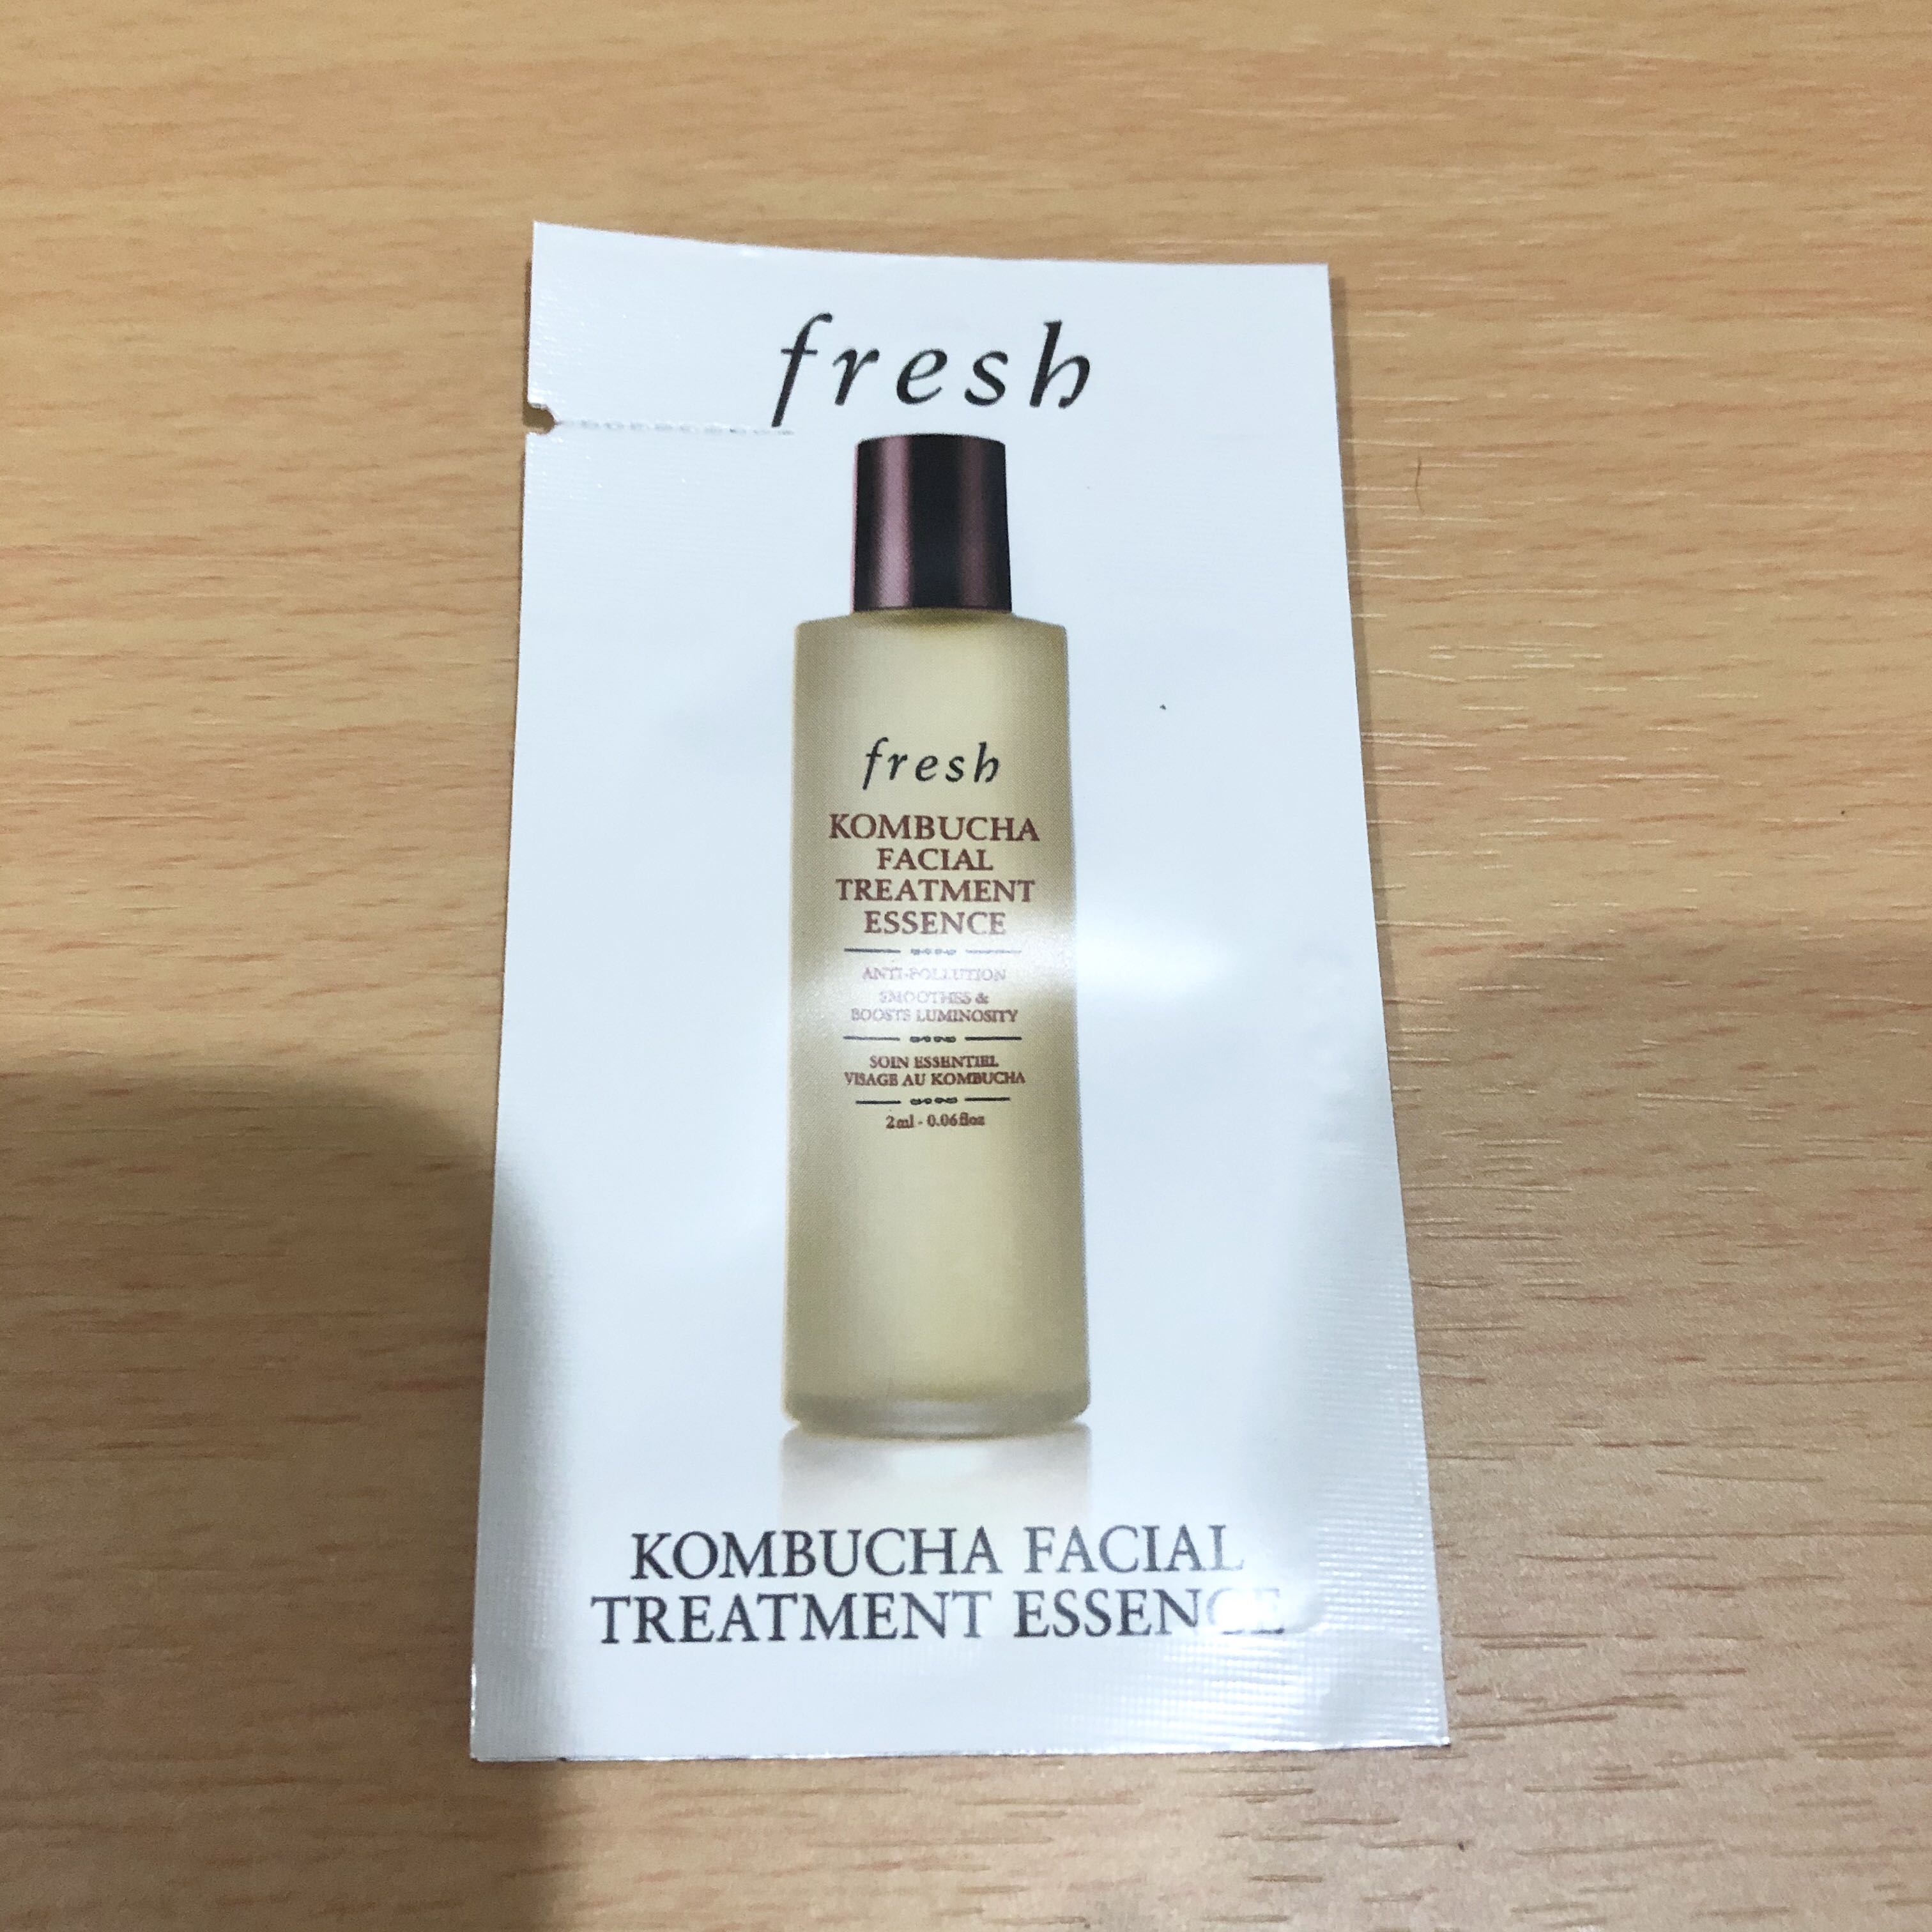 fresh
fresh
KOMBUCHA
FACIAL
TREATMENT
ESSENCE
ANTI-POLLUTION
SMOOTHES &
BOOSTS LUMINOSITY
SOIN ESSENTIEL
VISAGE AU KOMBUCHA
2ml - 0.06floz
KOMBUCHA FACIAL
TREATMENT ESSENCE